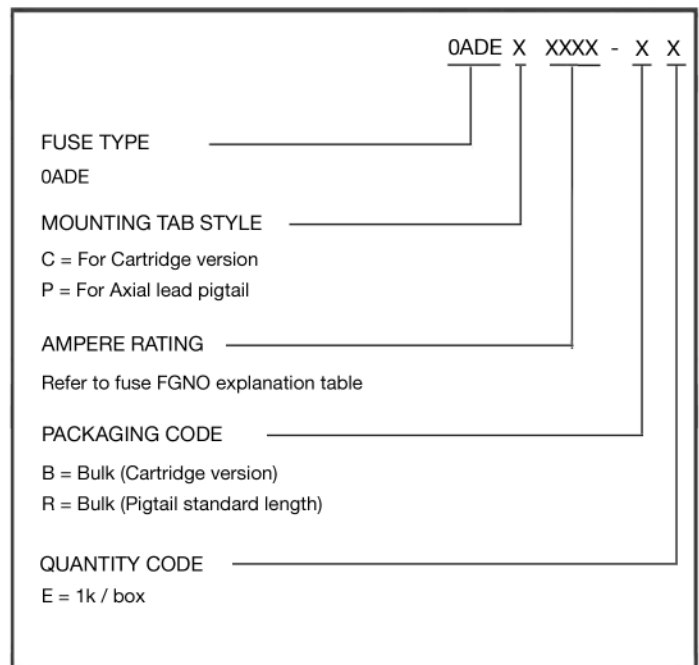 0ADE X XXXX - X X
FUSE TYPE
0ADE
MOUNTING TAB STYLE
C = For Cartridge version
P = For Axial lead pigtail
AMPERE RATING
Refer to fuse FGNO explanation table
PACKAGING CODE
B = Bulk (Cartridge version)
R = Bulk (Pigtail standard length)
QUANTITY CODE
E = 1k / box